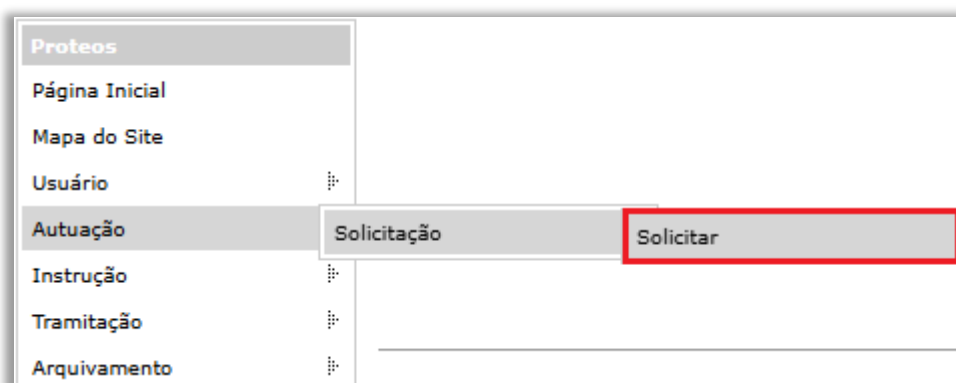 Proteos
Página Inicial
Mapa do Site
Usuário
Autuação
Solicitação
Solicitar
Instrução
Tramitação
Arquivamento